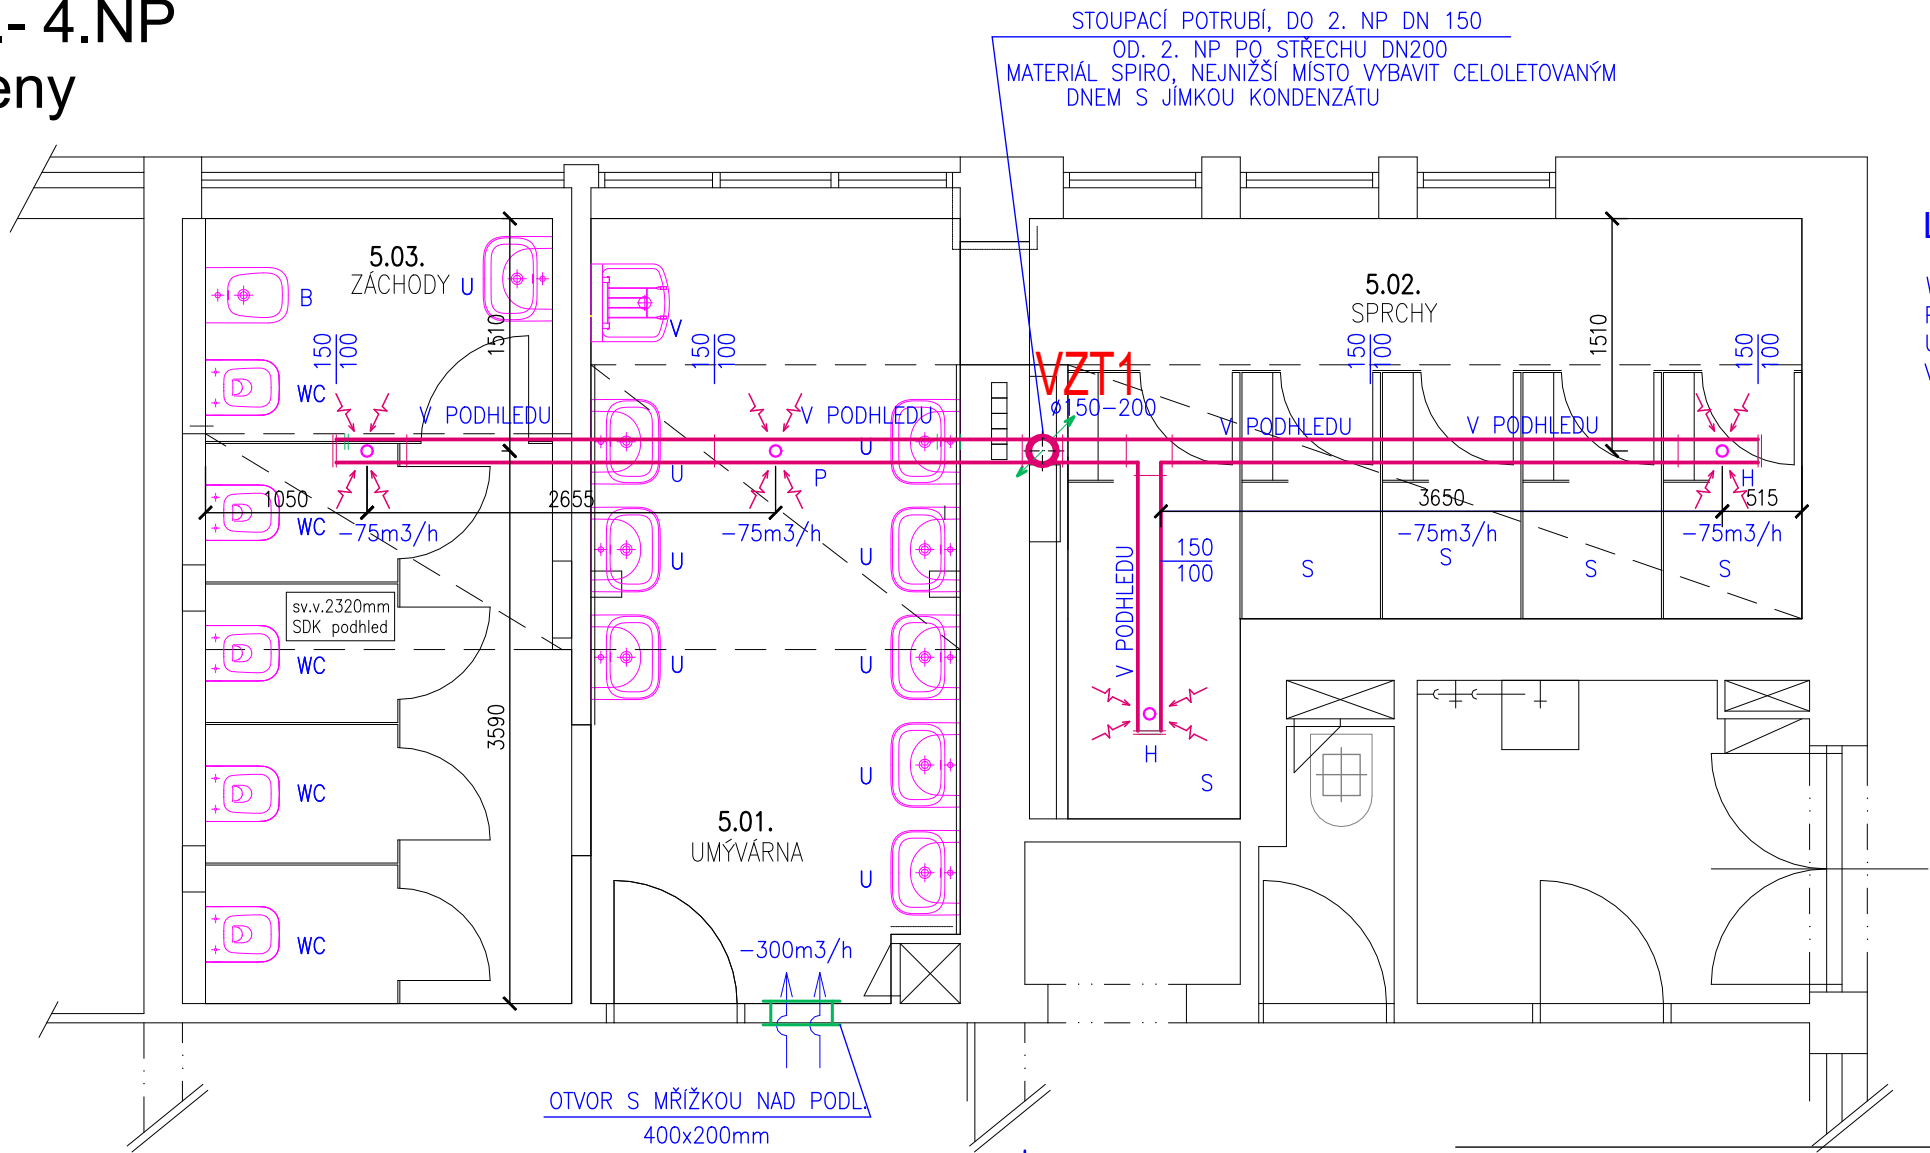 .- 4.NP
eny
STOUPACÍ POTRUBÍ, DO 2. NP DN 150
OD. 2. NP PO STŘECHU DN200
MATERIÁL SPIRO, NEJNIŽŠÍ MÍSTO VYBAVIT CELOLETOVANÝM
DNEM S JÍMKOU KONDENZÁTU
5.03.
ZÁCHODY
U
B
1510
150
100
WC
V PODHLEDU
V
150
100
V PODHLEDU
5.02.
SPRCHY
1510
150
100
150
100
VZT1
ø150-200
V PODHLEDU
V PODHLEDU
U
U
P
H
1050
2655
3650
515
WC
-75m3/h
-75m3/h
-75m3/h
-75m3/h
U
U
V PODHLEDU
150
100
S
S
S
S
sv.v.2320mm
SDK podhled
WC
U
U
3590
H
S
WC
U
5.01.
UMÝVÁRNA
U
WC
-300m3/h
OTVOR S MŘÍŽKOU NAD PODL.
400x200mm